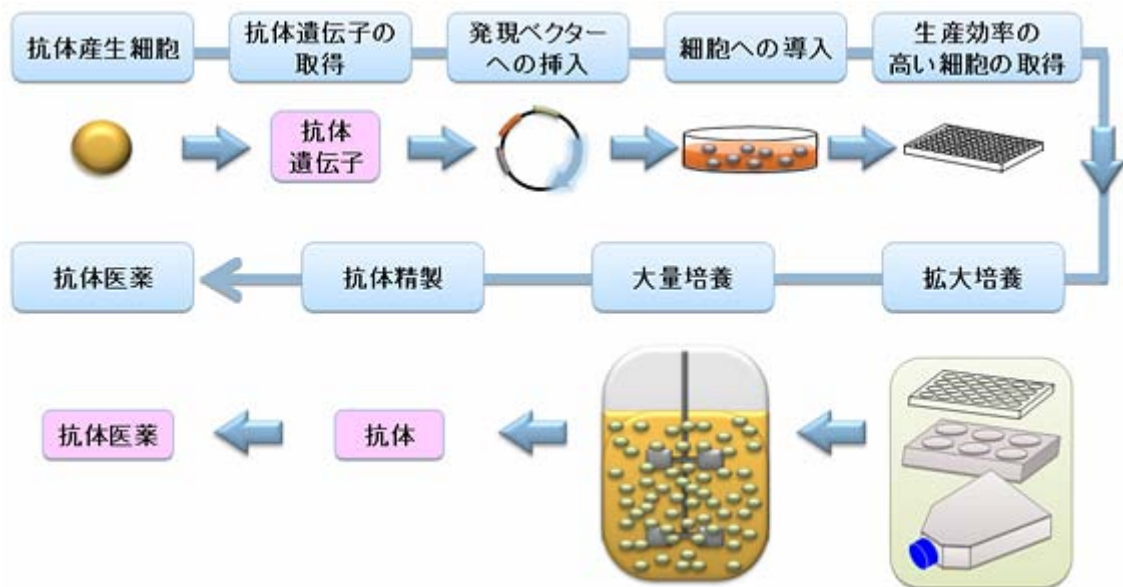 抗体産生細胞
抗体遺伝子の
取得
発現ベクター
への挿入
細胞への導入
生産効率の
高い細胞の取得
抗体
遺伝子
抗体医薬
抗体精製
大量培養
拡大培養
抗体医薬
抗体